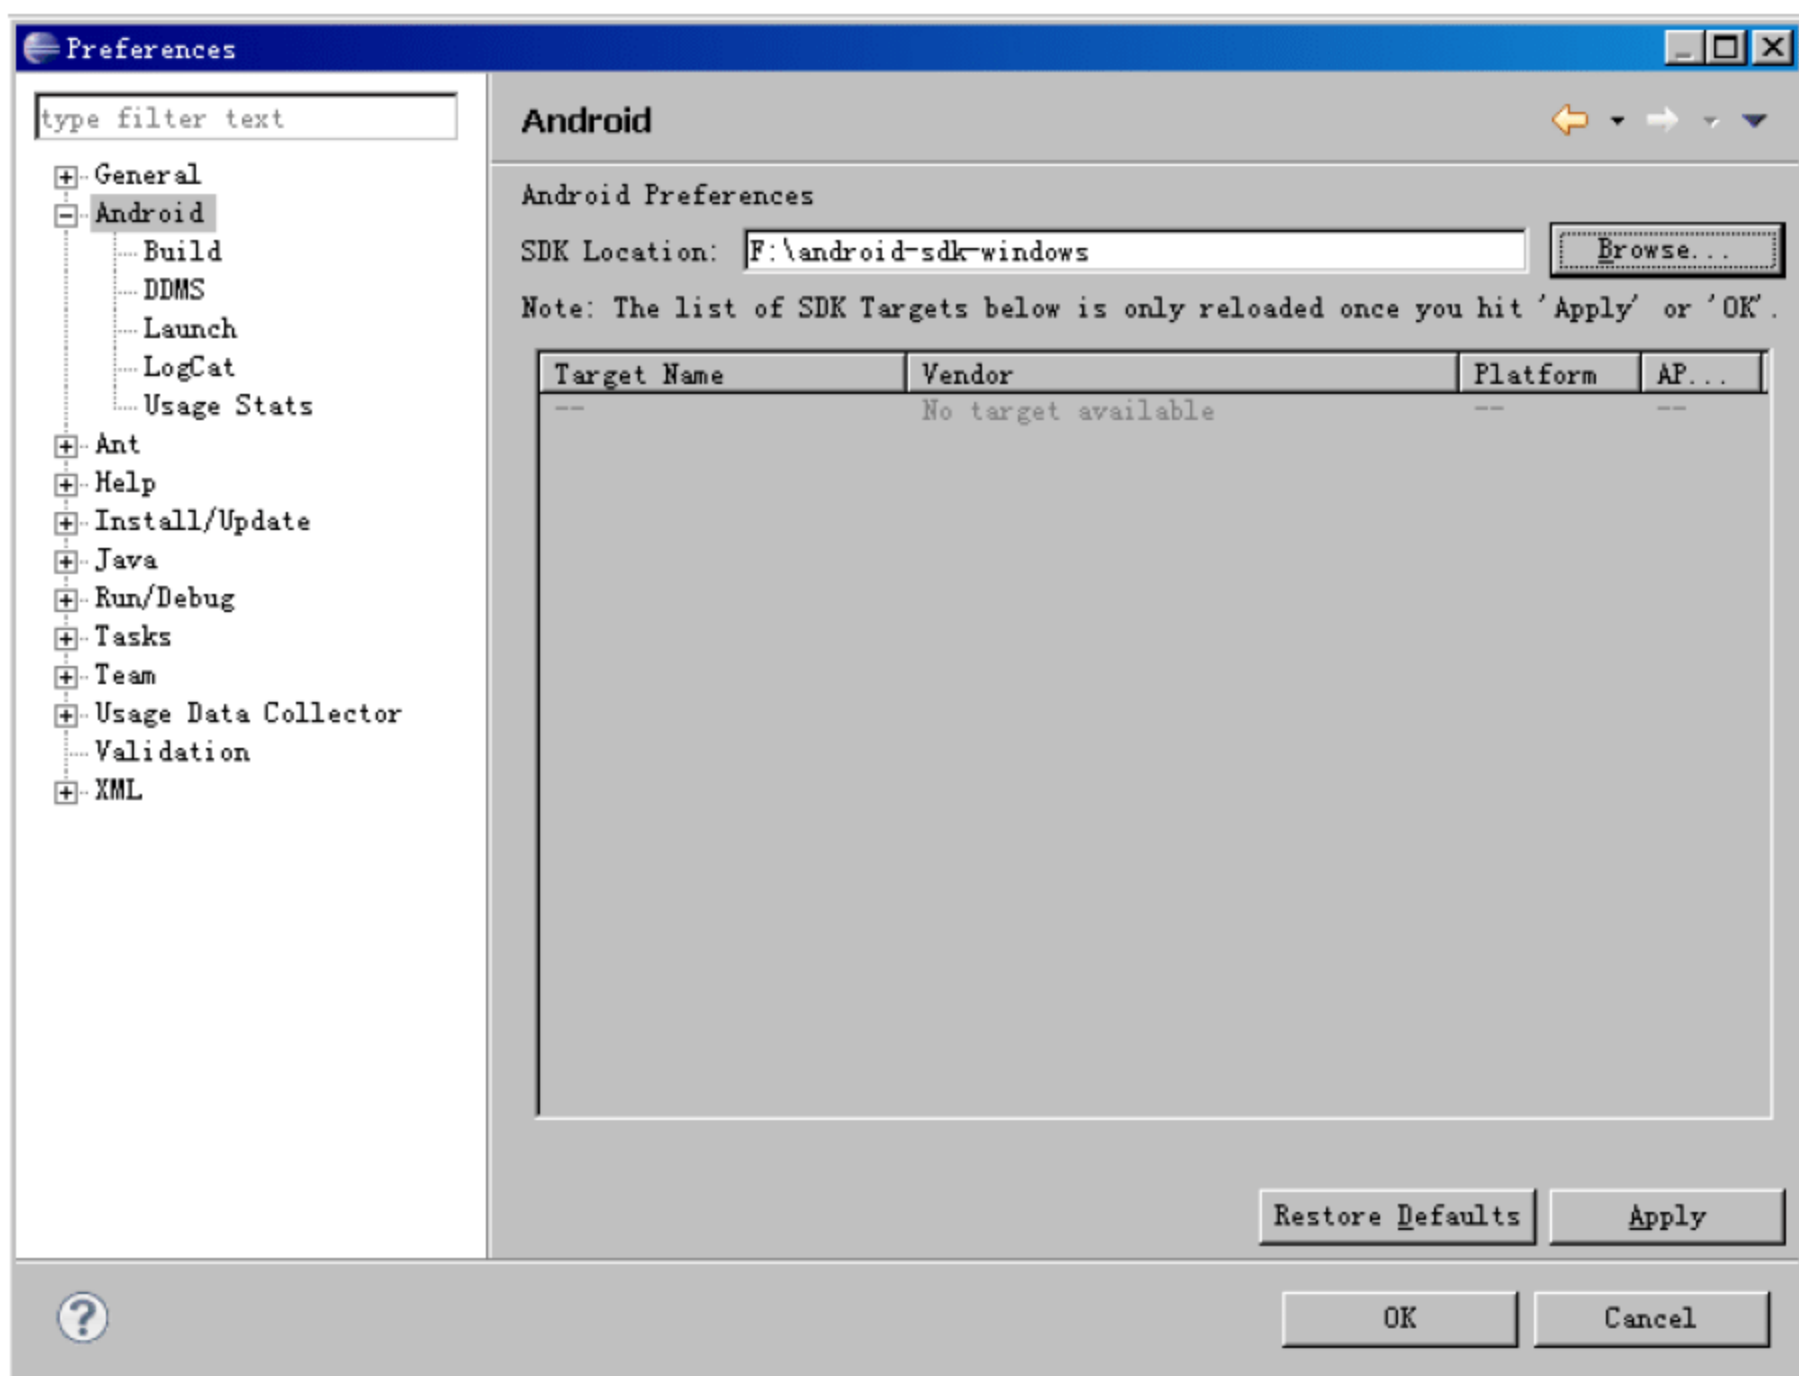 Preferences
type filter text
General
Android
Build
DDMS
Launch
LogCat
Usage Stats
Ant
Help
Install/Update
Java
Run/Debug
Tasks
Team
Usage Data Collector
Validation
XML
Android
Android Preferences
SDK Location: F:\android-sdk-windows Browse...
Note: The list of SDK Targets below is only reloaded once you hit 'Apply' or 'OK'.
Target Name Vendor Platform AP...
-- No target available -- --
Restore Defaults Apply
? OK Cancel